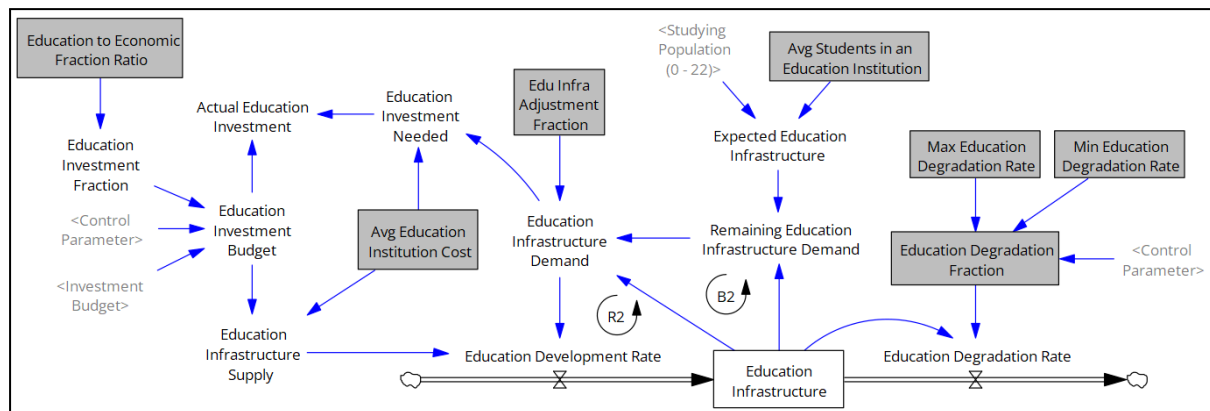 Education to Economic
Fraction Ratio
<Studying
Population
(0 - 22)>
Avg Students in an
Education Institution
Actual Education
Investment
Education
Investment
Needed
Edu Infra
Adjustment
Fraction
Education
Investment
Fraction
Expected Education
Infrastructure
Max Education
Degradation Rate
Min Education
Degradation Rate
<Control
Parameter>
Education
Investment
Budget
Avg Education
Institution Cost
Education
Infrastructure
Demand
Remaining Education
Infrastructure Demand
Education Degradation
Fraction
<Control
Parameter>
<Investment
Budget>
R2
B2
Education
Infrastructure
Supply
Education Development Rate
Education
Infrastructure
Education Degradation Rate